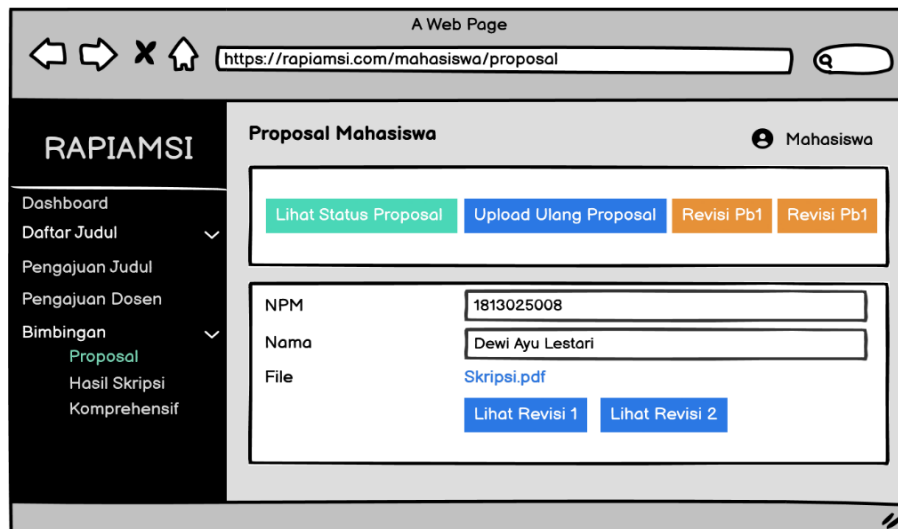 A Web Page
https://rapiamsi.com/mahasiswa/proposal
RAPIAMSI
Proposal Mahasiswa
Mahasiswa
Dashboard
Daftar Judul
Pengajuan Judul
Pengajuan Dosen
Bimbingan
Proposal
Hasil Skripsi
Komprehensif
Lihat Status Proposal Upload Ulang Proposal Revisi Pb1 Revisi Pb1
NPM 1813025008
Nama Dewi Ayu Lestari
File Skripsi.pdf
Lihat Revisi 1 Lihat Revisi 2